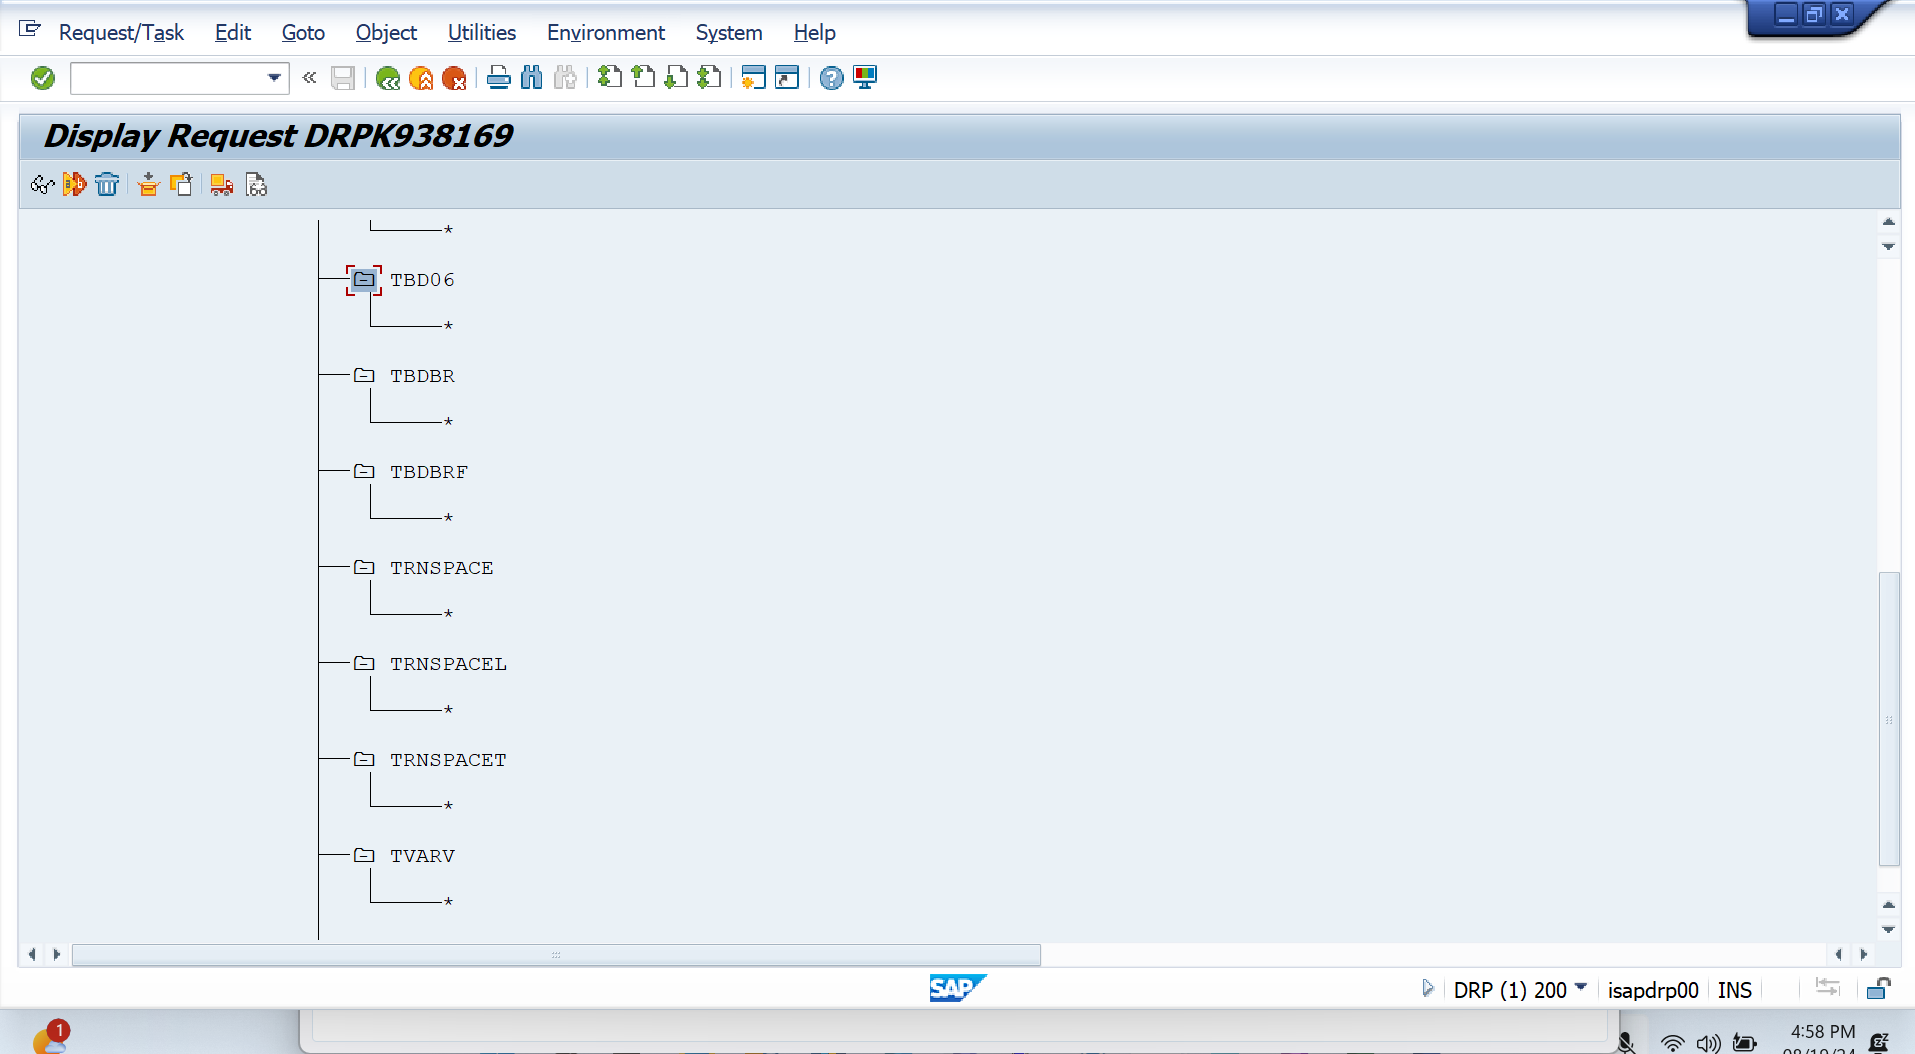 Request/Task Edit Goto Object Utilities Environment System Help
Display Request DRPK938169
*
TBD06
*
TBDBR
*
TBDBRF
*
TRNSPACE
*
TRNSPACEL
*
TRNSPACET
*
TVARV
*
SAP DRP (1) 200 isapdrp00 INS
1 4:58 PM